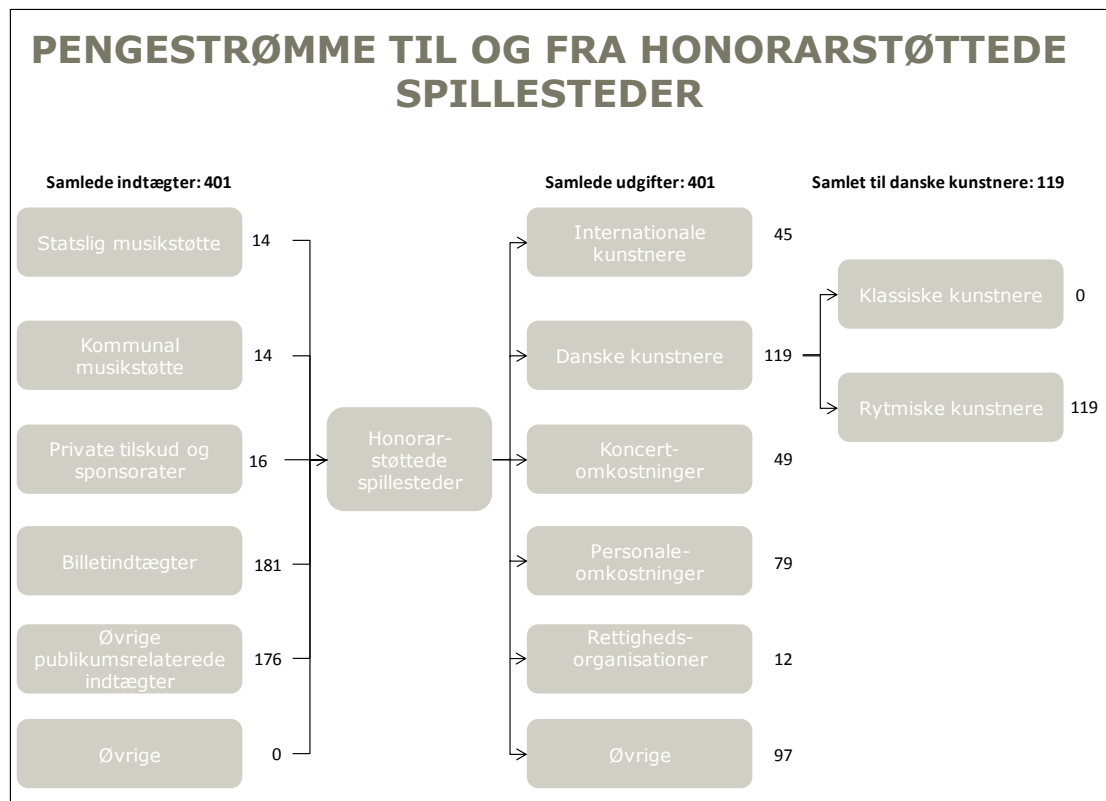 PENGESTRØMME TIL OG FRA HONORARSTØTTEDE
SPILLESTEDER
Samlede indtægter: 401
Samlede udgifter: 401
Samlet til danske kunstnere: 119
Statslig musikstøtte
14
Kommunal
musikstøtte
14
Private tilskud og
sponsorater
16
Billetindtægter
181
Øvrige
publikumsrelaterede
indtægter
176
Øvrige
0
Honorar-
støttede
spillesteder
Internationale
kunstnere
45
Danske kunstnere
119
Koncert-
omkostninger
49
Personale-
omkostninger
79
Rettigheds-
organisationer
12
Øvrige
97
Klassiske kunstnere
0
Rytmiske kunstnere
119